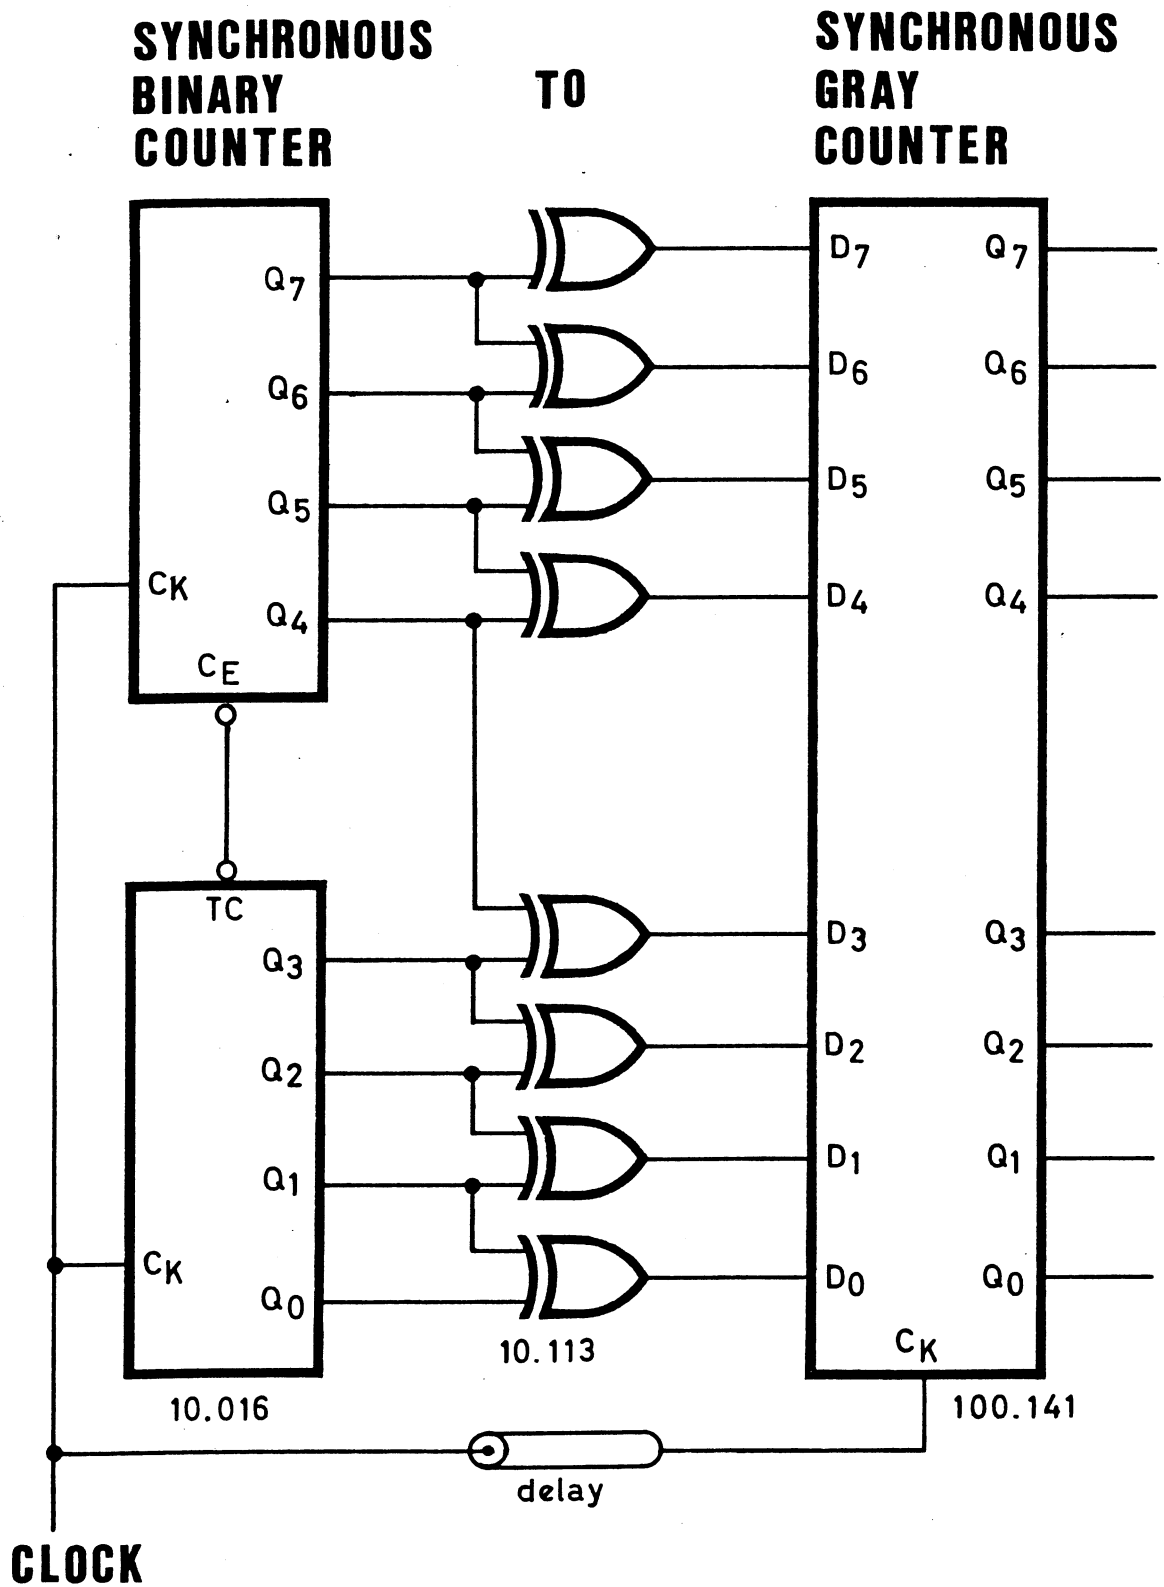 SYNCHRONOUS
BINARY
COUNTER
TO
SYNCHRONOUS
GRAY
COUNTER
Q7
Q6
Q5
Q4
CK
CE
TC
Q3
Q2
Q1
Q0
CK
10.016
10.113
D7
D6
D5
D4
D3
D2
D1
D0
Q7
Q6
Q5
Q4
Q3
Q2
Q1
Q0
CK
100.141
delay
CLOCK